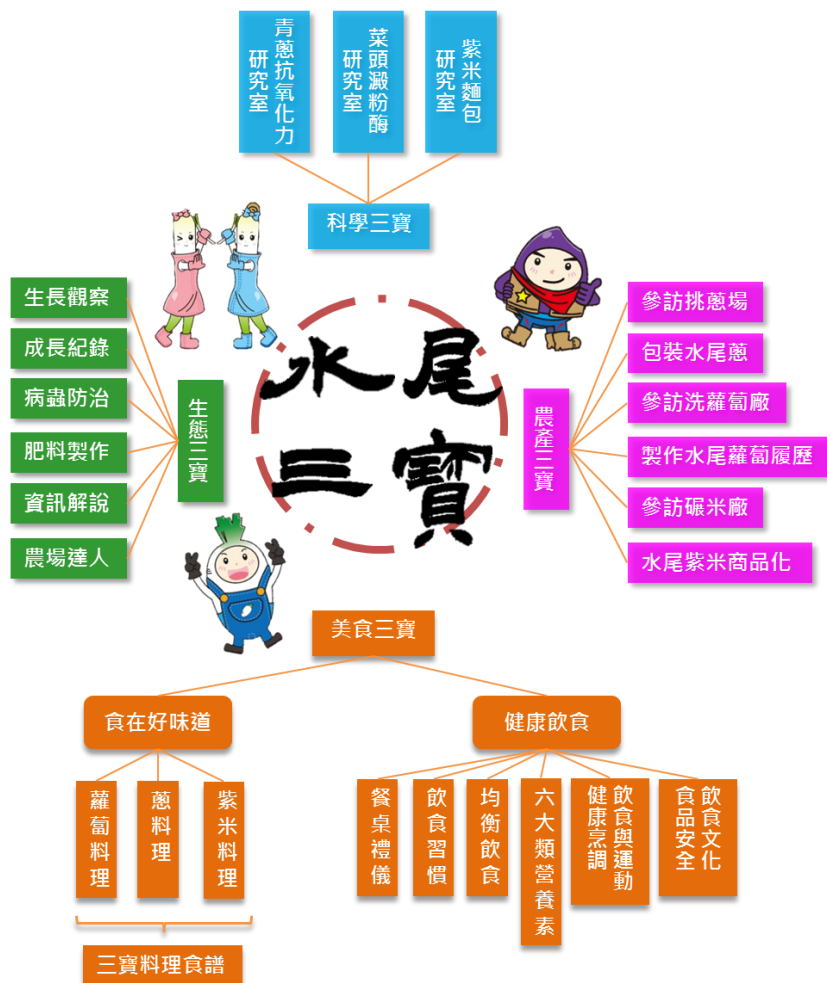 青蔥抗氧化力
研究室
菜頭澱粉酶
研究室
紫米麵包
研究室
科學三寶
生長觀察
成長紀錄
病蟲防治
肥料製作
資訊解說
農場達人
生態三寶
水尾
三寶
農產三寶
參訪挑蔥場
包裝水尾蔥
參訪洗蘿蔔廠
製作水尾蘿蔔履歷
參訪碾米廠
水尾紫米商品化
美食三寶
食在好味道
健康飲食
蘿蔔料理
蔥料理
紫米料理
餐桌禮儀
飲食習慣
均衡飲食
六大類營養素
飲食與運動
健康烹調
飲食文化
食品安全
三寶料理食譜